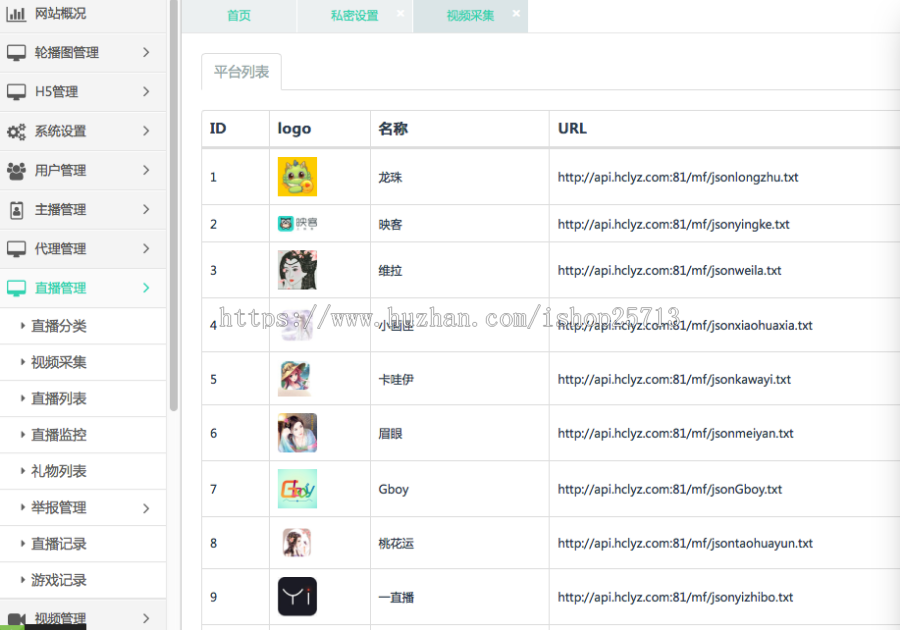 网站概况
轮播图管理
H5管理
系统设置
用户管理
主播管理
代理管理
直播管理
直播分类
视频采集
直播列表
直播监控
礼物列表
举报管理
直播记录
游戏记录
视频管理
首页 私密设置 × 视频采集 ×
平台列表
ID logo 名称 URL
1 龙珠 http://api.hclyz.com:81/mf/jsonlongzhu.txt
2 映客 映客 http://api.hclyz.com:81/mf/jsonyingke.txt
3 维拉 http://api.hclyz.com:81/mf/jsonweila.txt
https://www.huzhan.com/ishop25713
4 http://api.hclyz.com:81/mf/jsonxiaohuaxia.txt
5 卡哇伊 http://api.hclyz.com:81/mf/jsonkawayi.txt
6 眉眼 http://api.hclyz.com:81/mf/jsonmeiyan.txt
7 Gboy Gboy http://api.hclyz.com:81/mf/jsonGboy.txt
8 桃花运 http://api.hclyz.com:81/mf/jsontaohuayun.txt
9 Yi 一直播 http://api.hclyz.com:81/mf/jsonyizhibo.txt